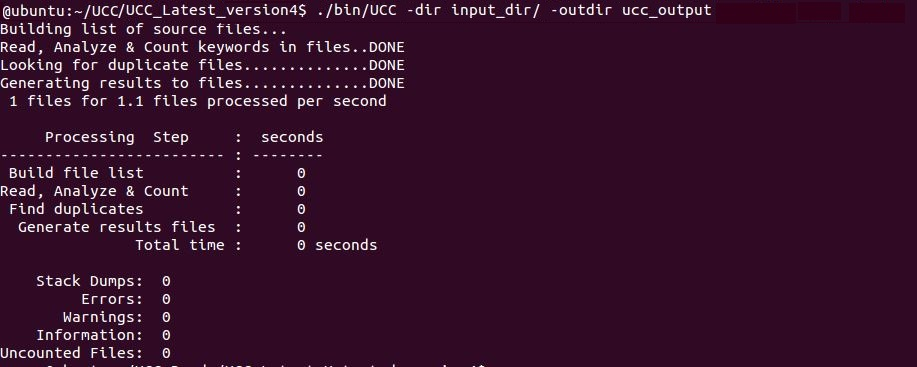 @ubuntu:~/UCC/UCC_Latest_version4$ ./bin/UCC -dir input_dir/ -outdir ucc_output
Building list of source files...
Read, Analyze & Count keywords in files..DONE
Looking for duplicate files..............DONE
Generating results to files..............DONE
 1 files for 1.1 files processed per second

     Processing  Step     :  seconds
------------------------- : --------
 Build file list          :      0
Read, Analyze & Count     :      0
 Find duplicates          :      0
  Generate results files  :      0
               Total time :      0 seconds

    Stack Dumps:  0
         Errors:  0
       Warnings:  0
    Information:  0
Uncounted Files:  0